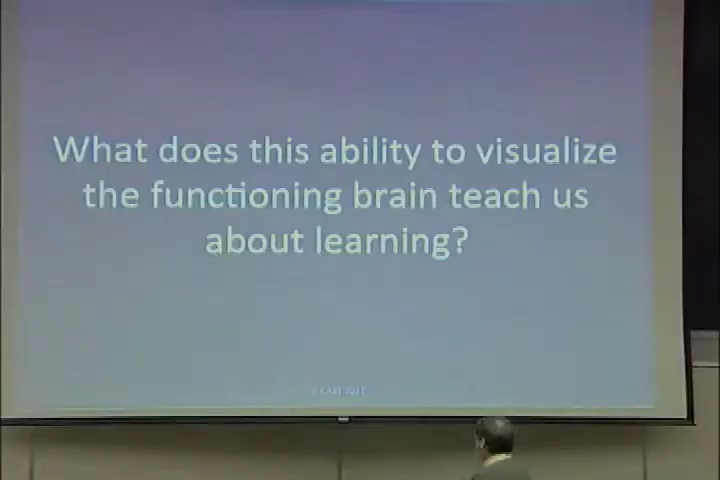 What does this ability to visualize
the functioning brain teach us
about learning?